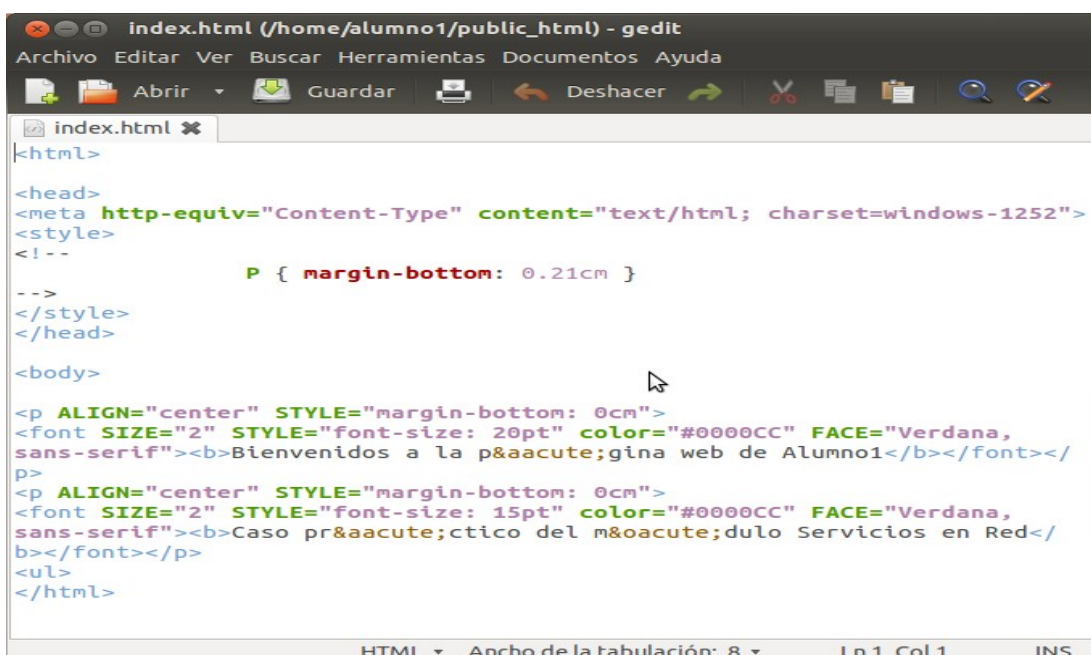 index.html (/home/alumno1/public_html) - gedit
Archivo Editar Ver Buscar Herramientas Documentos Ayuda
Abrir Guardar Deshacer
index.html
<html>
<head>
<meta http-equiv="Content-Type" content="text/html; charset=windows-1252">
<style>
<!--
P { margin-bottom: 0.21cm }
-->
</style>
</head>
<body>
<p ALIGN="center" STYLE="margin-bottom: 0cm">
<font SIZE="2" STYLE="font-size: 20pt" color="#0000CC" FACE="Verdana,
sans-serif"><b>Bienvenidos a la p&aacute;gina web de Alumno1</b></font></
p>
<p ALIGN="center" STYLE="margin-bottom: 0cm">
<font SIZE="2" STYLE="font-size: 15pt" color="#0000CC" FACE="Verdana,
sans-serif"><b>Caso pr&aacute;ctico del m&oacute;dulo Servicios en Red</
b></font></p>
<ul>
</html>
HTML Ancho de la tabulación: 8 Ln 1, Col 1 INS